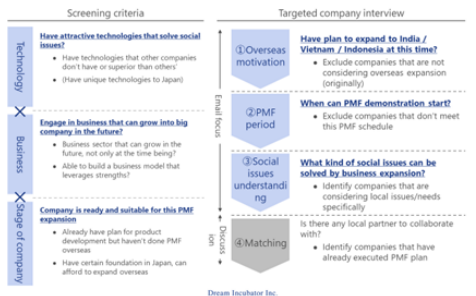 Screening criteria
Technology
Have attractive technologies that solve social
issues?
• Have technologies that other companies
don't have or superior than others'
• (Have unique technologies to Japan)
Business
Engage in business that can grow into big
company in the future?
• Business sector that can grow in the
future, not only at the time being?
• Able to build a business model that
leverages strengths?
Stage of company
Company is ready and suitable for this PMF
expansion
• Already have plan for product
development but haven't done PMF
overseas
• Have certain foundation in Japan, can
afford to expand overseas
Targeted company interview
Email focus
①Overseas
motivation
Have plan to expand to India /
Vietnam / Indonesia at this time?
• Exclude companies that are not
considering overseas expansion
(originally)
②PMF
period
When can PMF demonstration start?
• Exclude companies that don't meet
this PMF schedule
③Social
issues
understandi
ng
What kind of social issues can be
solved by business expansion?
• Identify companies that are
considering local issues/needs
specifically
Discuss
ion
④Matching
Is there any local partner to collaborate
with?
• Identify companies that have
already executed PMF plan
Dream Incubator Inc.